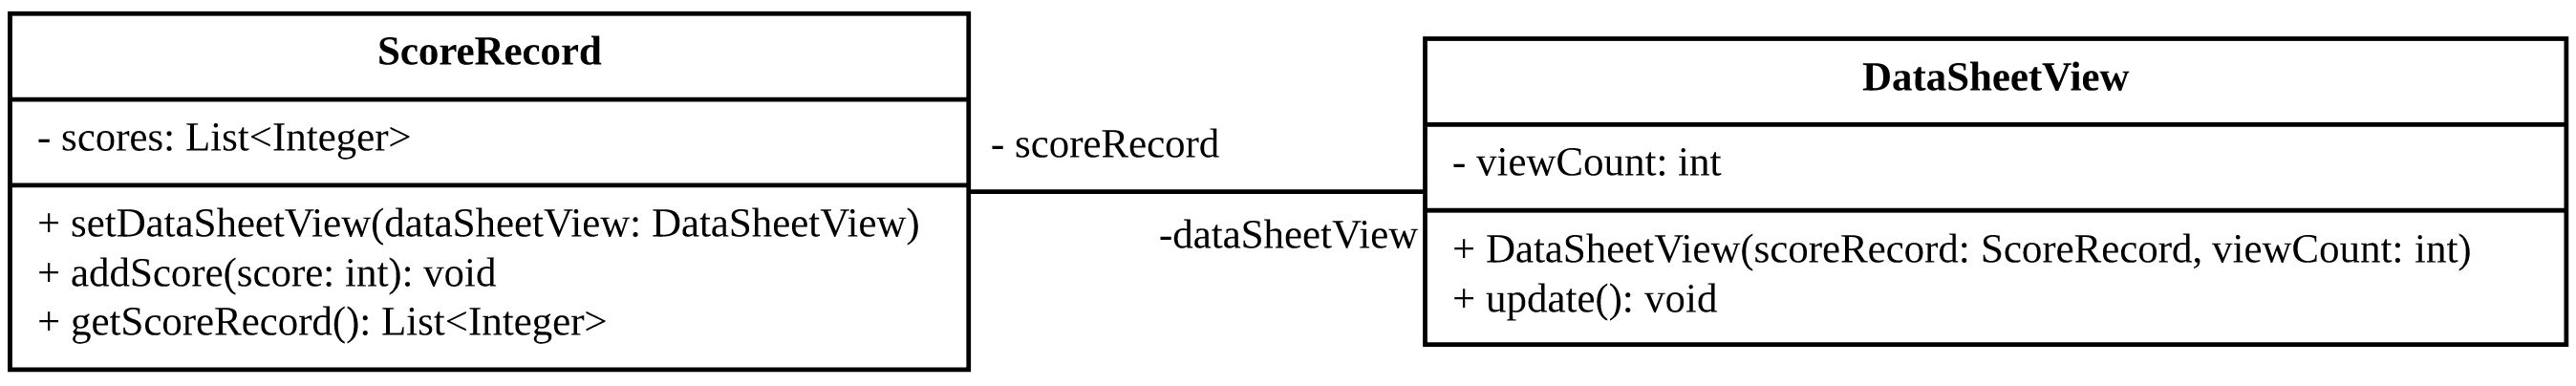 ScoreRecord
- scores: List<Integer>
+ setDataSheetView(dataSheetView: DataSheetView)
+ addScore(score: int): void
+ getScoreRecord(): List<Integer>
- scoreRecord
-dataSheetView
DataSheetView
- viewCount: int
+ DataSheetView(scoreRecord: ScoreRecord, viewCount: int)
+ update(): void